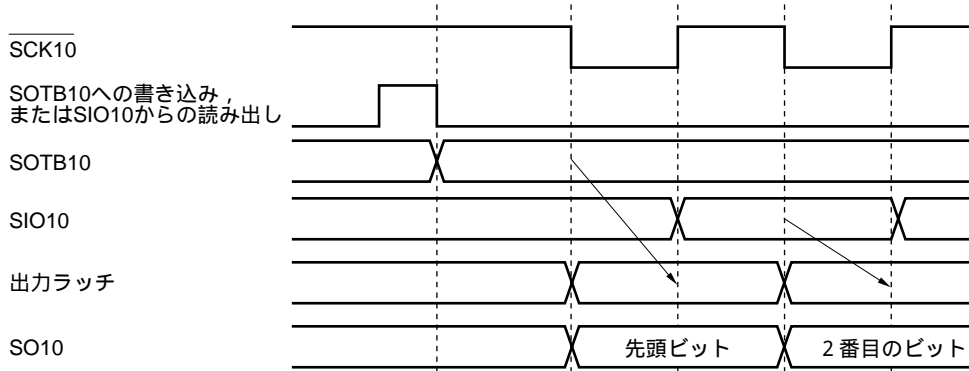 SCK10
SOTB10への書き込み，
またはSIO10からの読み出し
SOTB10
SIO10
出力ラッチ
SO10
先頭ビット
2番目のビット